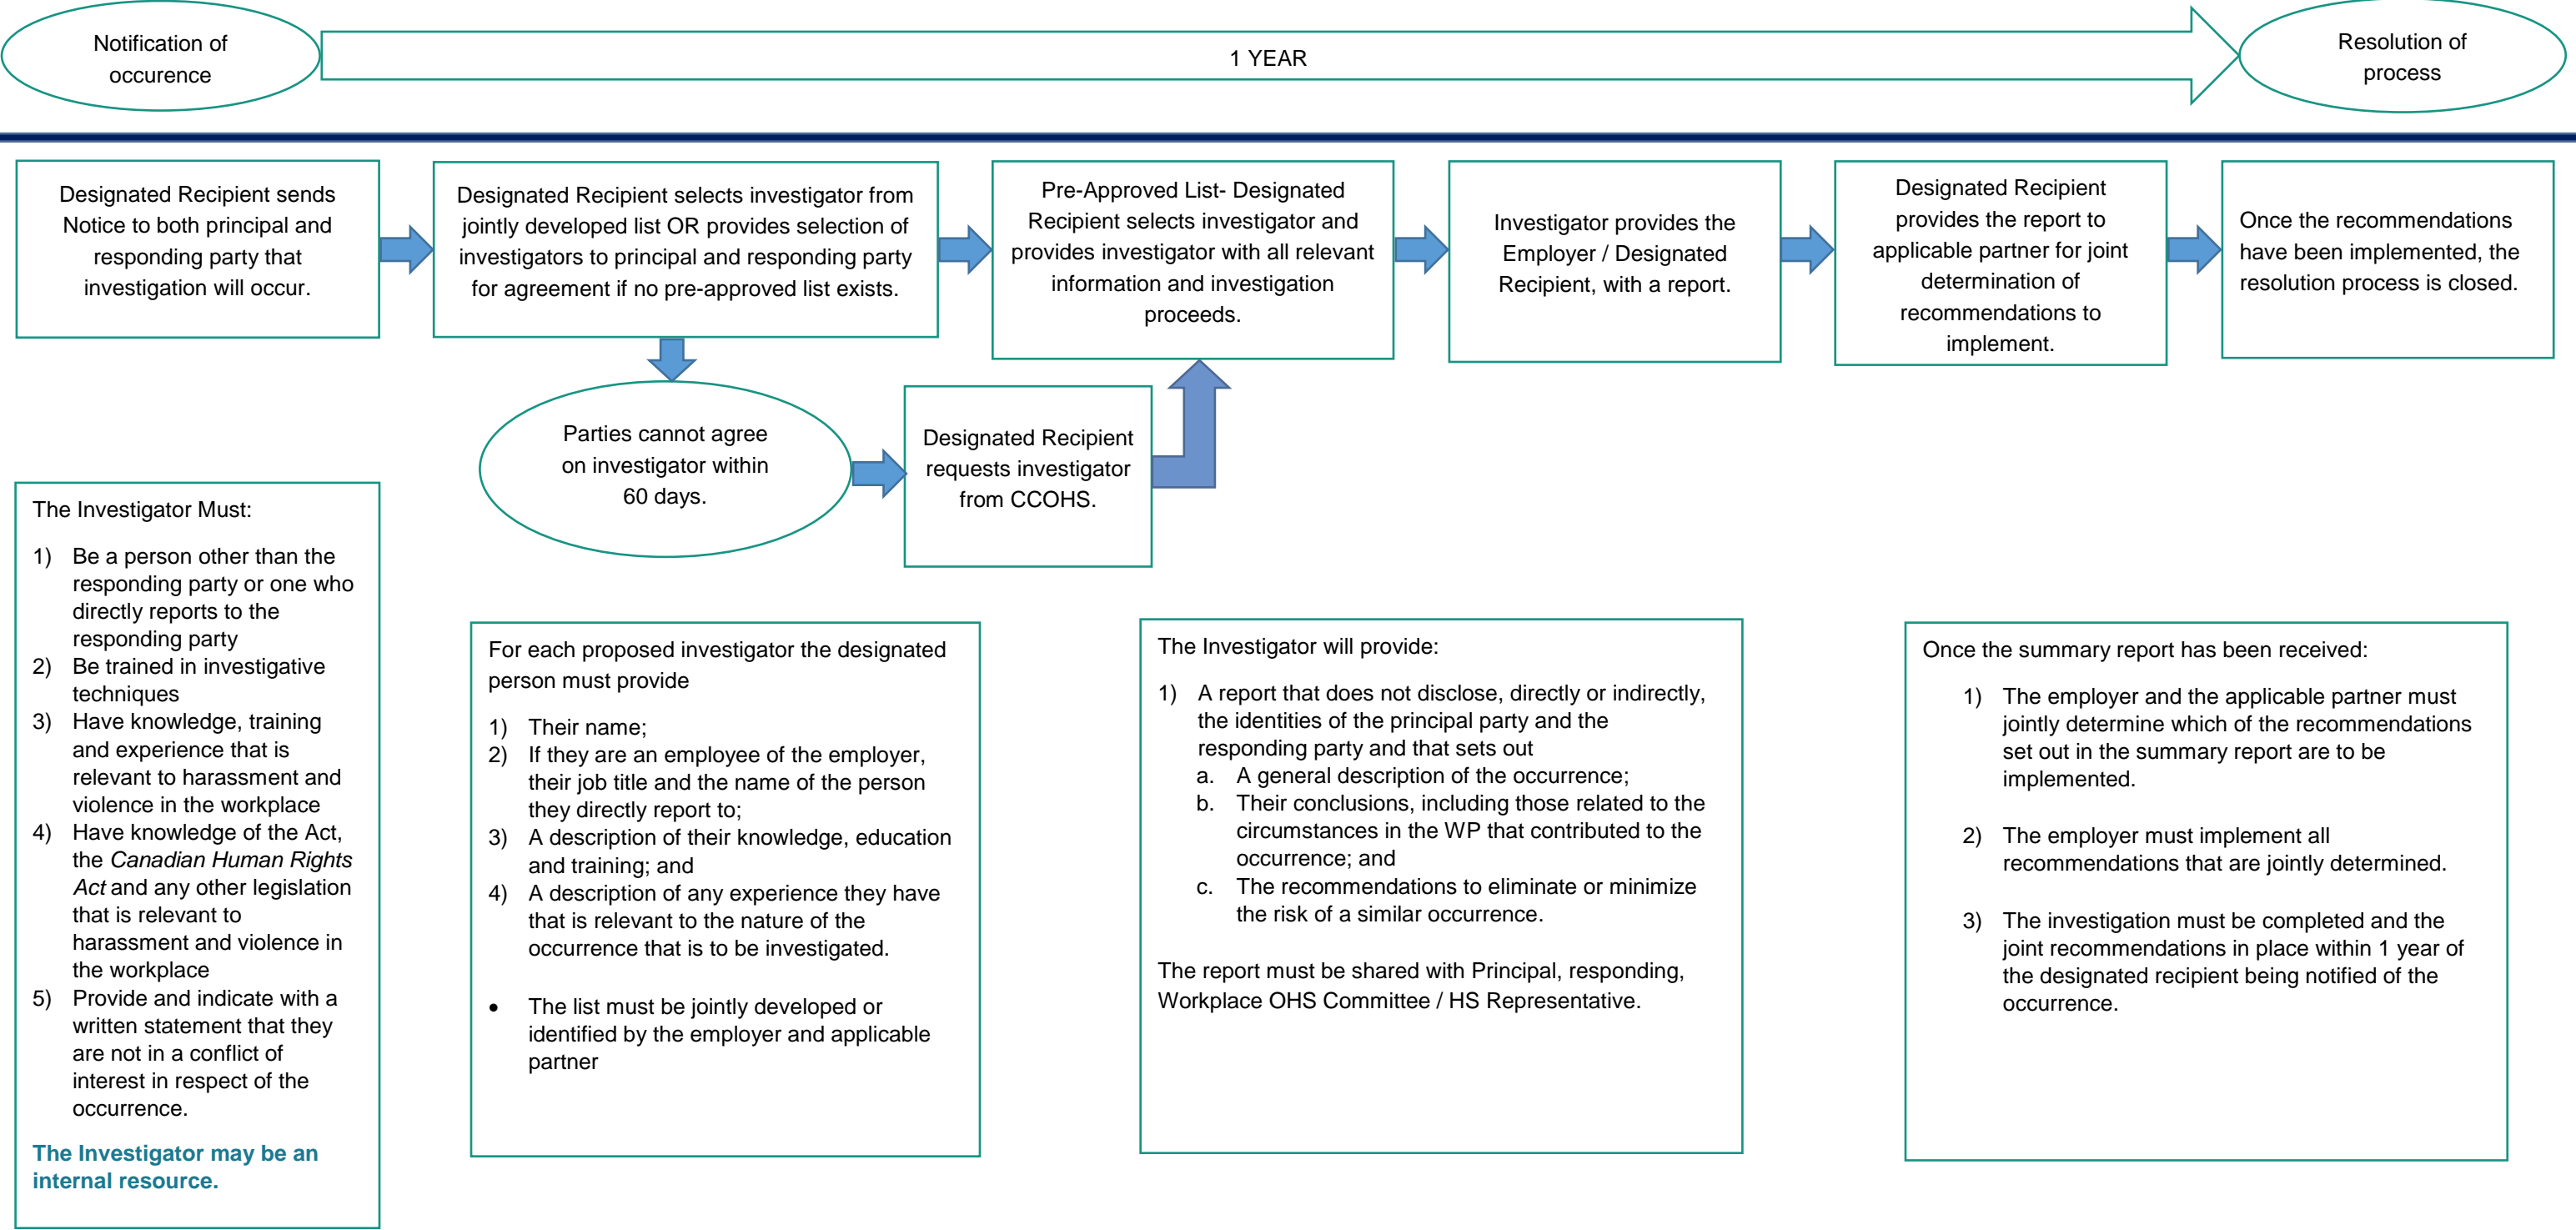 Notification of
occurence
1 YEAR
Resolution of
process
Designated Recipient sends
Notice to both principal and
responding party that
investigation will occur.
Designated Recipient selects investigator from
jointly developed list OR provides selection of
investigators to principal and responding party
for agreement if no pre-approved list exists.
Pre-Approved List- Designated
Recipient selects investigator and
provides investigator with all relevant
information and investigation
proceeds.
Investigator provides the
Employer / Designated
Recipient, with a report.
Designated Recipient
provides the report to
applicable partner for joint
determination of
recommendations to
implement.
Once the recommendations
have been implemented, the
resolution process is closed.
Parties cannot agree
on investigator within
60 days.
Designated Recipient
requests investigator
from CCOHS.
The Investigator Must:
1) Be a person other than the
responding party or one who
directly reports to the
responding party
2) Be trained in investigative
techniques
3) Have knowledge, training
and experience that is
relevant to harassment and
violence in the workplace
4) Have knowledge of the Act,
the Canadian Human Rights
Act and any other legislation
that is relevant to
harassment and violence in
the workplace
5) Provide and indicate with a
written statement that they
are not in a conflict of
interest in respect of the
occurrence.
The Investigator may be an
internal resource.
For each proposed investigator the designated
person must provide
1) Their name;
2) If they are an employee of the employer,
their job title and the name of the person
they directly report to;
3) A description of their knowledge, education
and training; and
4) A description of any experience they have
that is relevant to the nature of the
occurrence that is to be investigated.
• The list must be jointly developed or
identified by the employer and applicable
partner
The Investigator will provide:
1) A report that does not disclose, directly or indirectly,
the identities of the principal party and the
responding party and that sets out
a. A general description of the occurrence;
b. Their conclusions, including those related to the
circumstances in the WP that contributed to the
occurrence; and
c. The recommendations to eliminate or minimize
the risk of a similar occurrence.
The report must be shared with Principal, responding,
Workplace OHS Committee / HS Representative.
Once the summary report has been received:
1) The employer and the applicable partner must
jointly determine which of the recommendations
set out in the summary report are to be
implemented.
2) The employer must implement all
recommendations that are jointly determined.
3) The investigation must be completed and the
joint recommendations in place within 1 year of
the designated recipient being notified of the
occurrence.